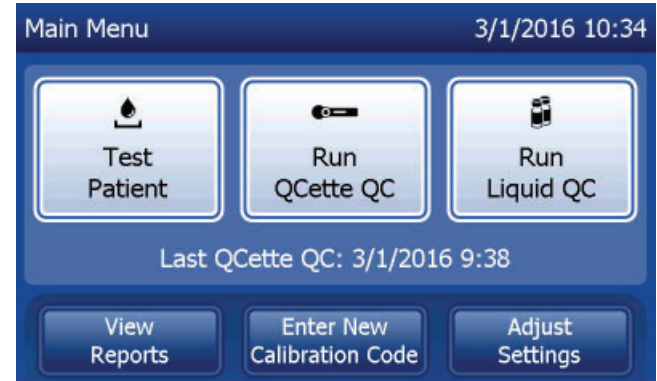 Main Menu 3/1/2016 10:34
Test Patient
Run QCette QC
Run Liquid QC
Last QCette QC: 3/1/2016 9:38
View Reports
Enter New Calibration Code
Adjust Settings